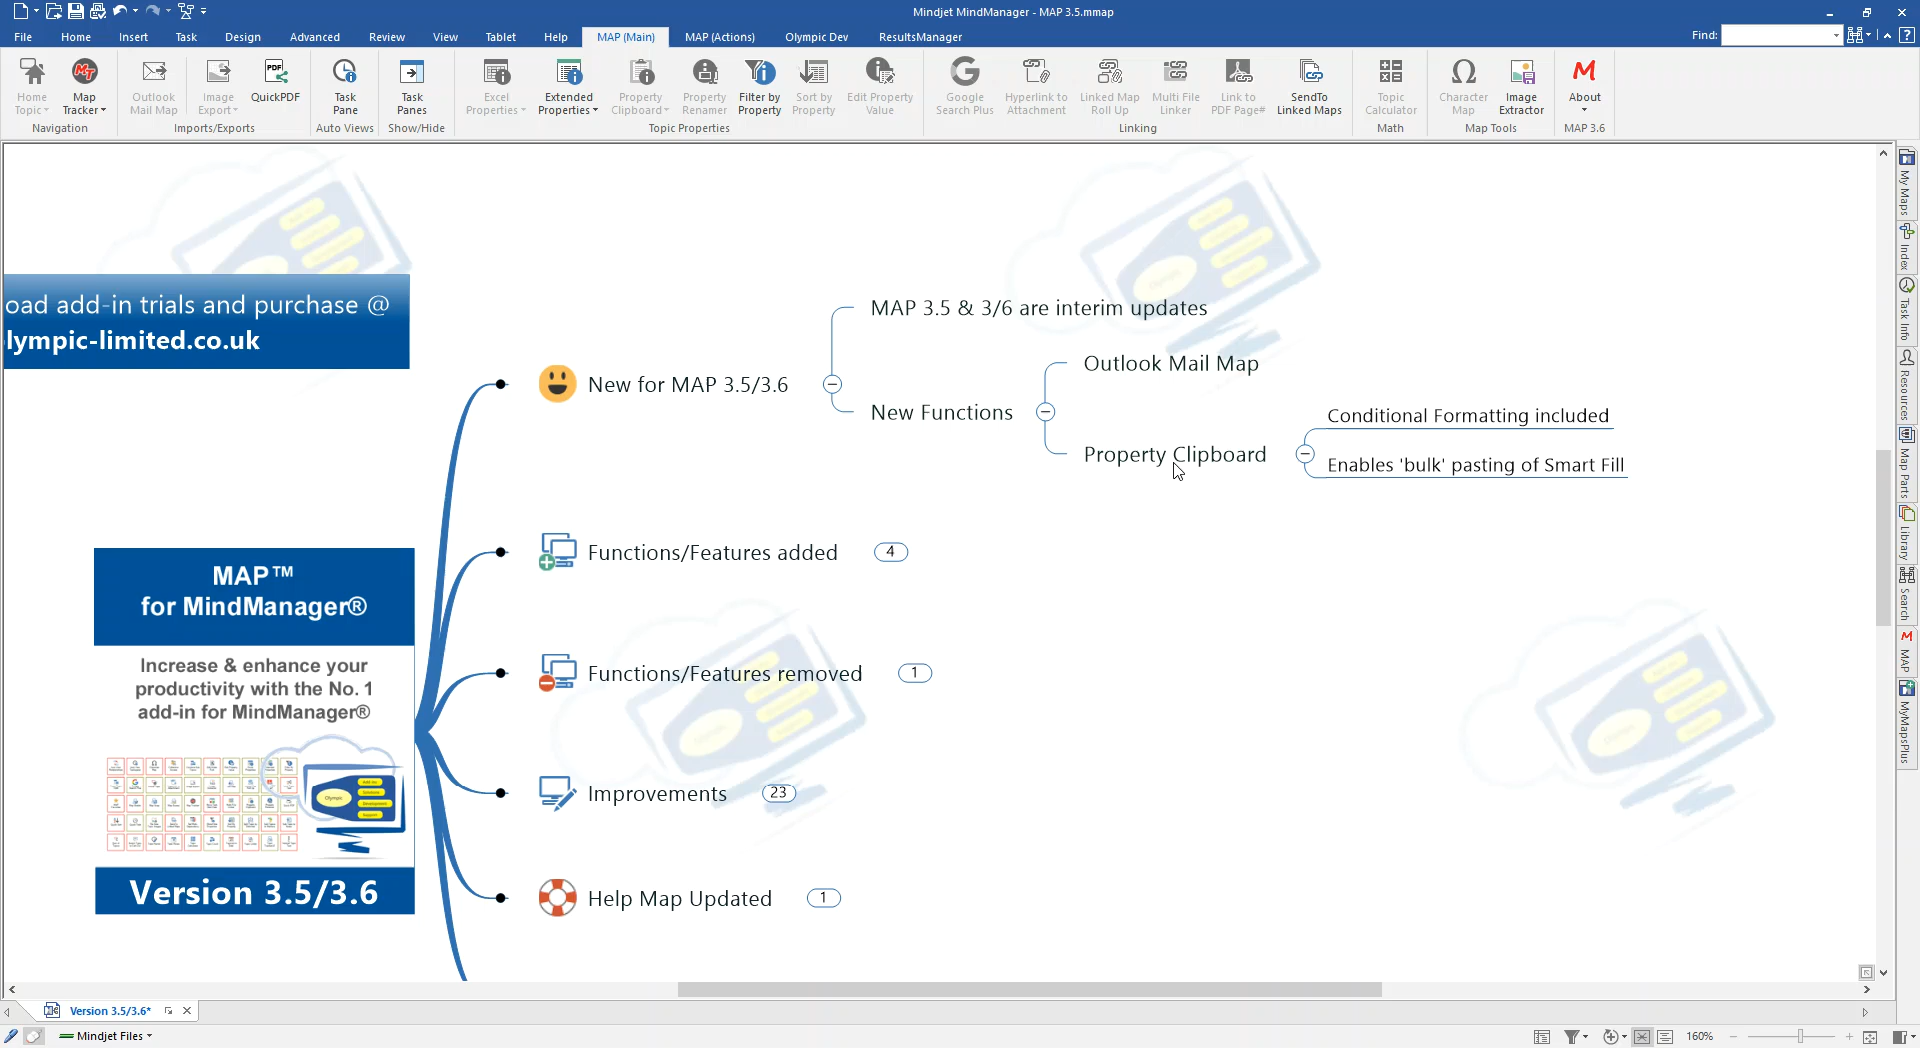 Mindjet MindManager - MAP 3.5.mmap
File Home Insert Task Design Advanced Review View Tablet Help MAP (Main) MAP (Actions) Olympic Dev ResultsManager Find:
Home Topic
Map Tracker
Navigation
Outlook Mail Map
Image Export
QuickPDF
Imports/Exports
Task Pane
Auto Views
Task Panes
Show/Hide
Excel Properties
Extended Properties
Property Clipboard
Property Renamer
Filter by Property
Sort by Property
Edit Property Value
Topic Properties
Google Search Plus
Hyperlink to Attachment
Linked Map Roll Up
Multi File Linker
Link to PDF Page#
SendTo Linked Maps
Linking
Topic Calculator
Math
Character Map
Image Extractor
Map Tools
About
MAP 3.6
oad add-in trials and purchase @
lympic-limited.co.uk
MAP™
for MindManager®
Increase & enhance your
productivity with the No. 1
add-in for MindManager®
Version 3.5/3.6
New for MAP 3.5/3.6
MAP 3.5 & 3/6 are interim updates
New Functions
Outlook Mail Map
Property Clipboard
Conditional Formatting included
Enables 'bulk' pasting of Smart Fill
Functions/Features added 4
Functions/Features removed 1
Improvements 23
Help Map Updated 1
My Maps
Index
Task Info
Resources
Map Parts
Library
Search
MAP
MyMapsPlus
Version 3.5/3.6*
Mindjet Files
160%